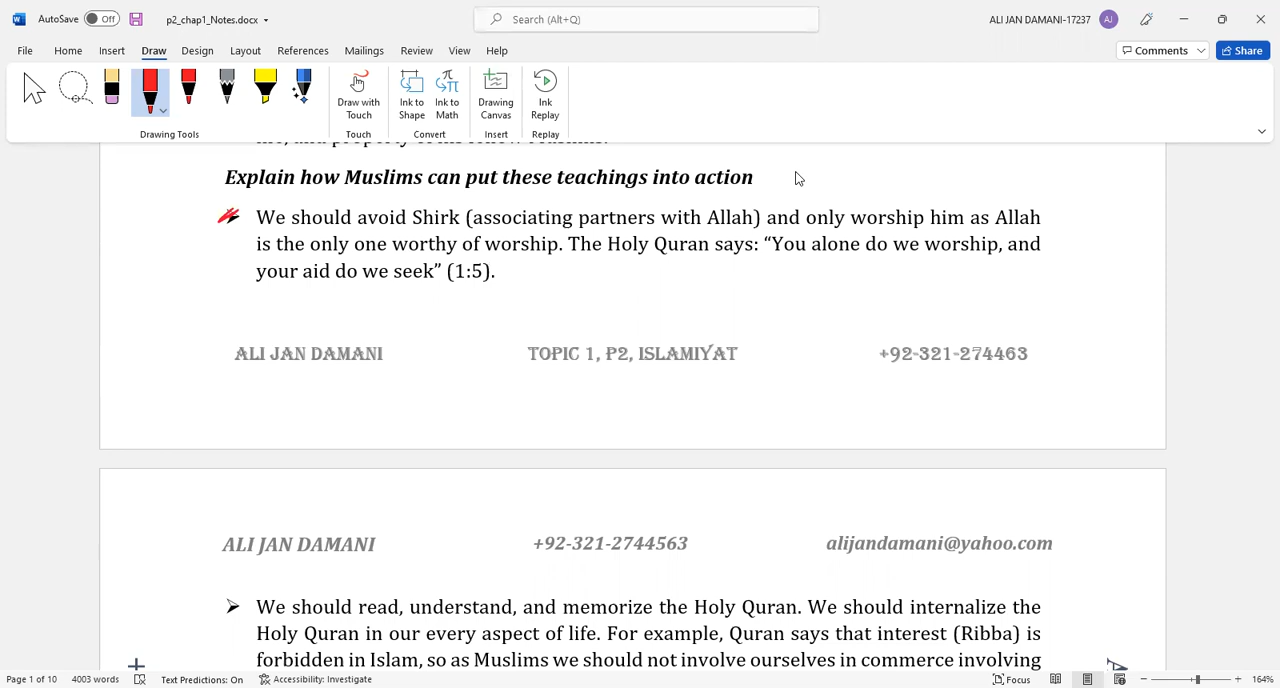 AutoSave Off p2_chap1_Notes.docx Search (Alt+Q) ALI JAN DAMANI-17237 AJ
File Home Insert Draw Design Layout References Mailings Review View Help Comments Share
Draw with Touch Ink to Shape Ink to Math Drawing Canvas Ink Replay
Drawing Tools Touch Convert Insert Replay
Explain how Muslims can put these teachings into action
We should avoid Shirk (associating partners with Allah) and only worship him as Allah
is the only one worthy of worship. The Holy Quran says: “You alone do we worship, and
your aid do we seek” (1:5).
ALI JAN DAMANI TOPIC 1, P2, ISLAMIYAT +92-321-274463
ALI JAN DAMANI +92-321-2744563 alijandamani@yahoo.com
We should read, understand, and memorize the Holy Quran. We should internalize the
Holy Quran in our every aspect of life. For example, Quran says that interest (Ribba) is
forbidden in Islam, so as Muslims we should not involve ourselves in commerce involving
Page 1 of 10 4003 words Text Predictions: On Accessibility: Investigate Focus 164%